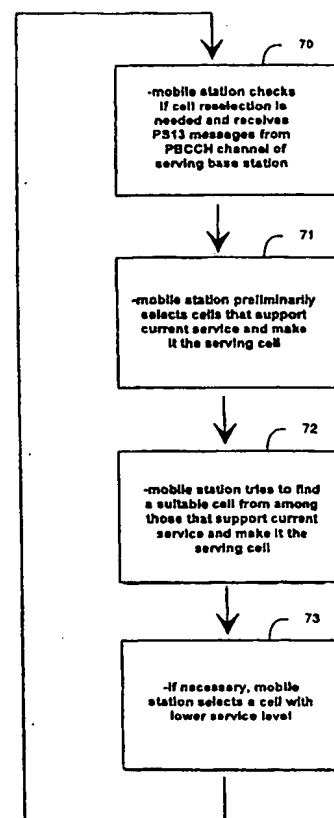 70
-mobile station checks
if cell reselection is
needed and receives
PS13 messages from
PBCCH channel of
serving base station
71
-mobile station preliminarily
selects cells that support
current service and make
it the serving cell
72
-mobile station tries to find
a suitable cell from among
those that support current
service and make it the
serving cell
73
-if necessary, mobile
station selects a cell with
lower service level